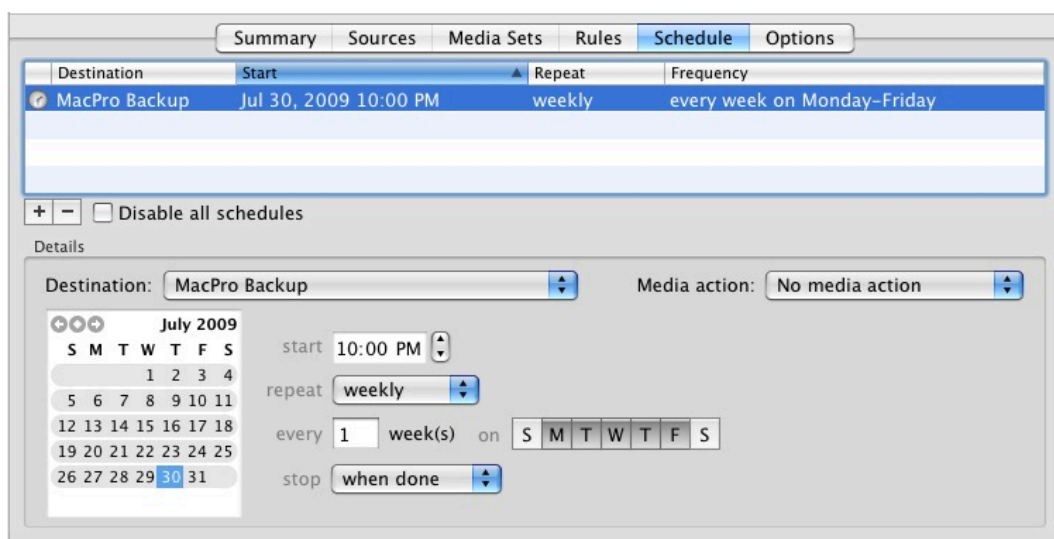 Summary Sources Media Sets Rules Schedule Options
Destination Start Repeat Frequency
MacPro Backup Jul 30, 2009 10:00 PM weekly every week on Monday–Friday
+ − Disable all schedules
Details
Destination: MacPro Backup Media action: No media action
July 2009
S M T W T F S
1 2 3 4
5 6 7 8 9 10 11
12 13 14 15 16 17 18
19 20 21 22 23 24 25
26 27 28 29 30 31
start 10:00 PM
repeat weekly
every 1 week(s) on S M T W T F S
stop when done